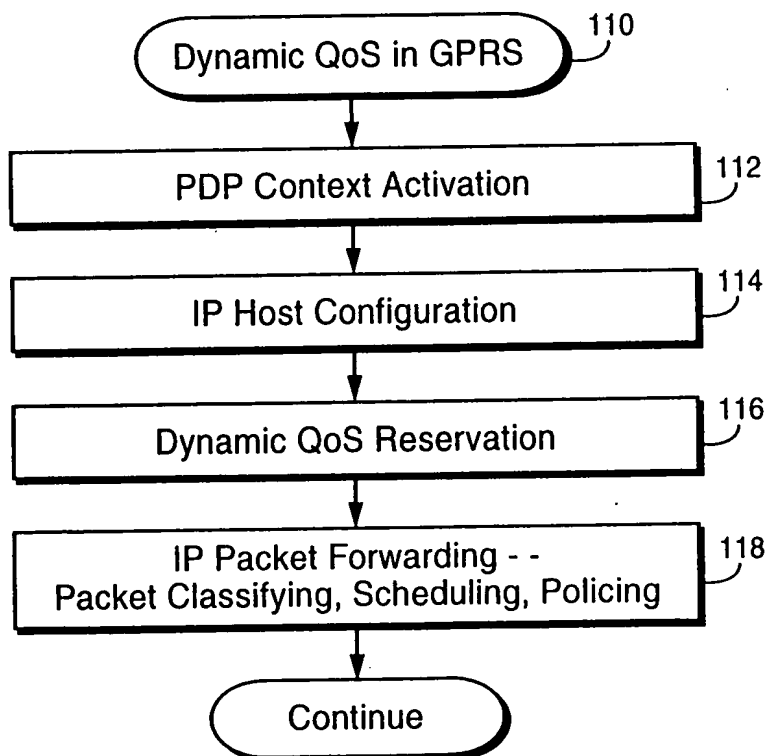 Dynamic QoS in GPRS
110
PDP Context Activation
112
IP Host Configuration
114
Dynamic QoS Reservation
116
IP Packet Forwarding - -
Packet Classifying, Scheduling, Policing
118
Continue